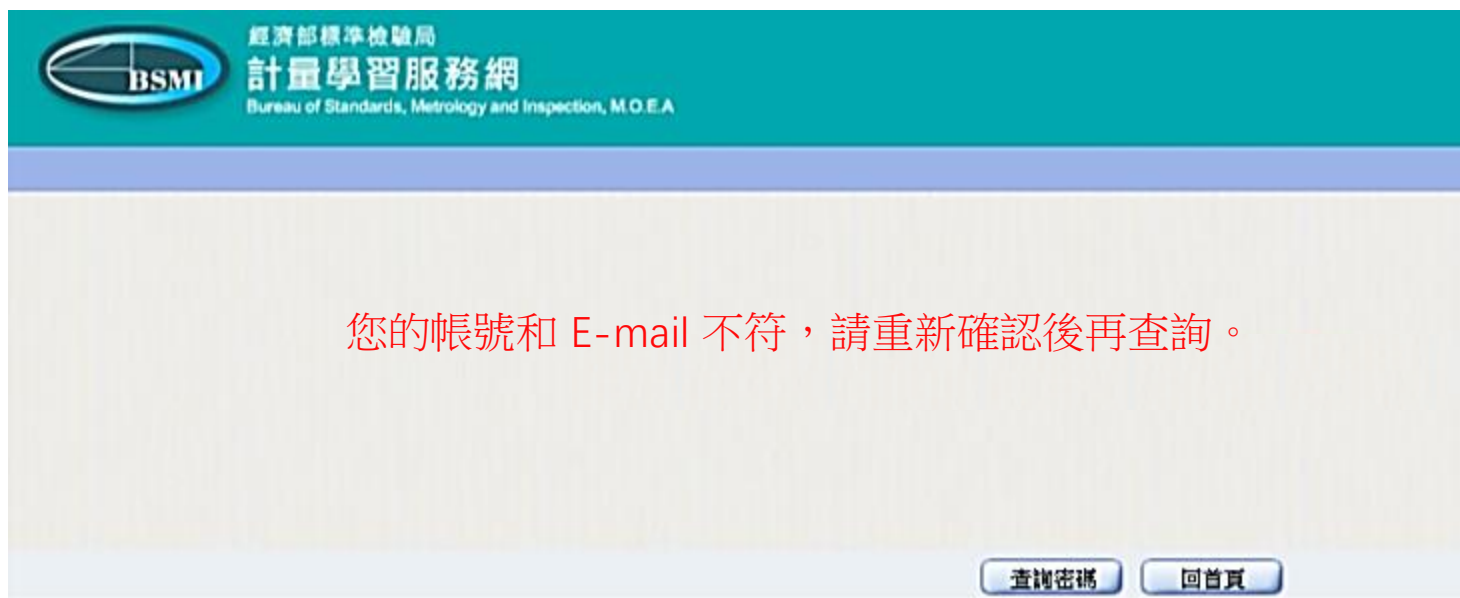 BSMI
經濟部標準檢驗局
計量學習服務網
Bureau of Standards, Metrology and Inspection, M.O.E.A
您的帳號和 E-mail 不符，請重新確認後再查詢。
查詢密碼
回首頁